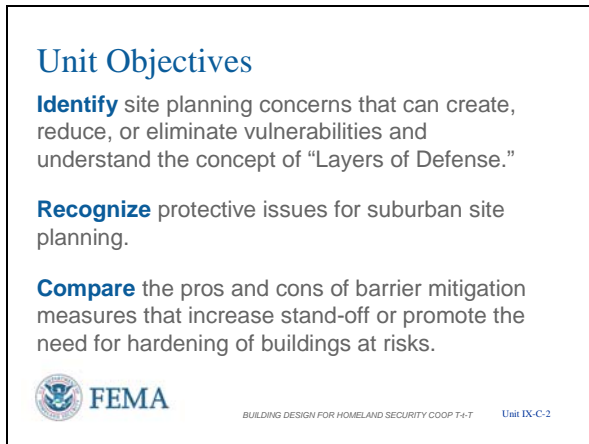 Unit Objectives
Identify site planning concerns that can create,
reduce, or eliminate vulnerabilities and
understand the concept of “Layers of Defense.”
Recognize protective issues for suburban site
planning.
Compare the pros and cons of barrier mitigation
measures that increase stand-off or promote the
need for hardening of buildings at risks.
FEMA
BUILDING DESIGN FOR HOMELAND SECURITY COOP T-t-T Unit IX-C-2